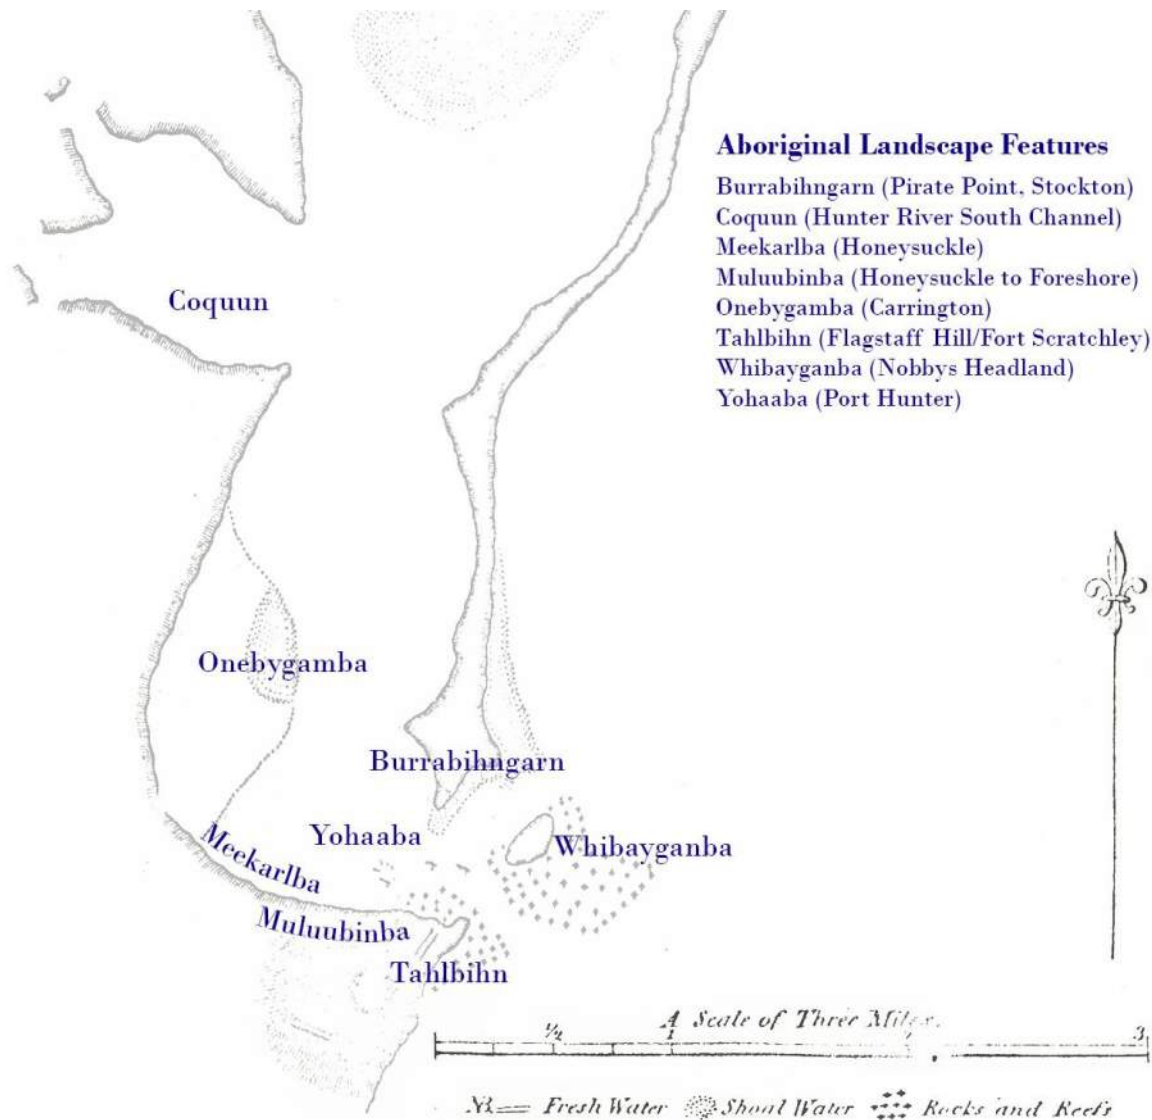 Aboriginal Landscape Features
Burrabihngarn (Pirate Point, Stockton)
Coquun (Hunter River South Channel)
Meekarlba (Honeysuckle)
Muluubinba (Honeysuckle to Foreshore)
Onebygamba (Carrington)
Tahlbihn (Flagstaff Hill/Fort Scratchley)
Whibayganba (Nobbys Headland)
Yohaaba (Port Hunter)
Coquun
Onebygamba
Burrabihngarn
Yohaaba
Whibayganba
Meekarlba
Muluubinba
Tahlbihn
A Scale of Three Miles.
½ 1 3
Fresh Water Shoal Water Rocks and Reefs